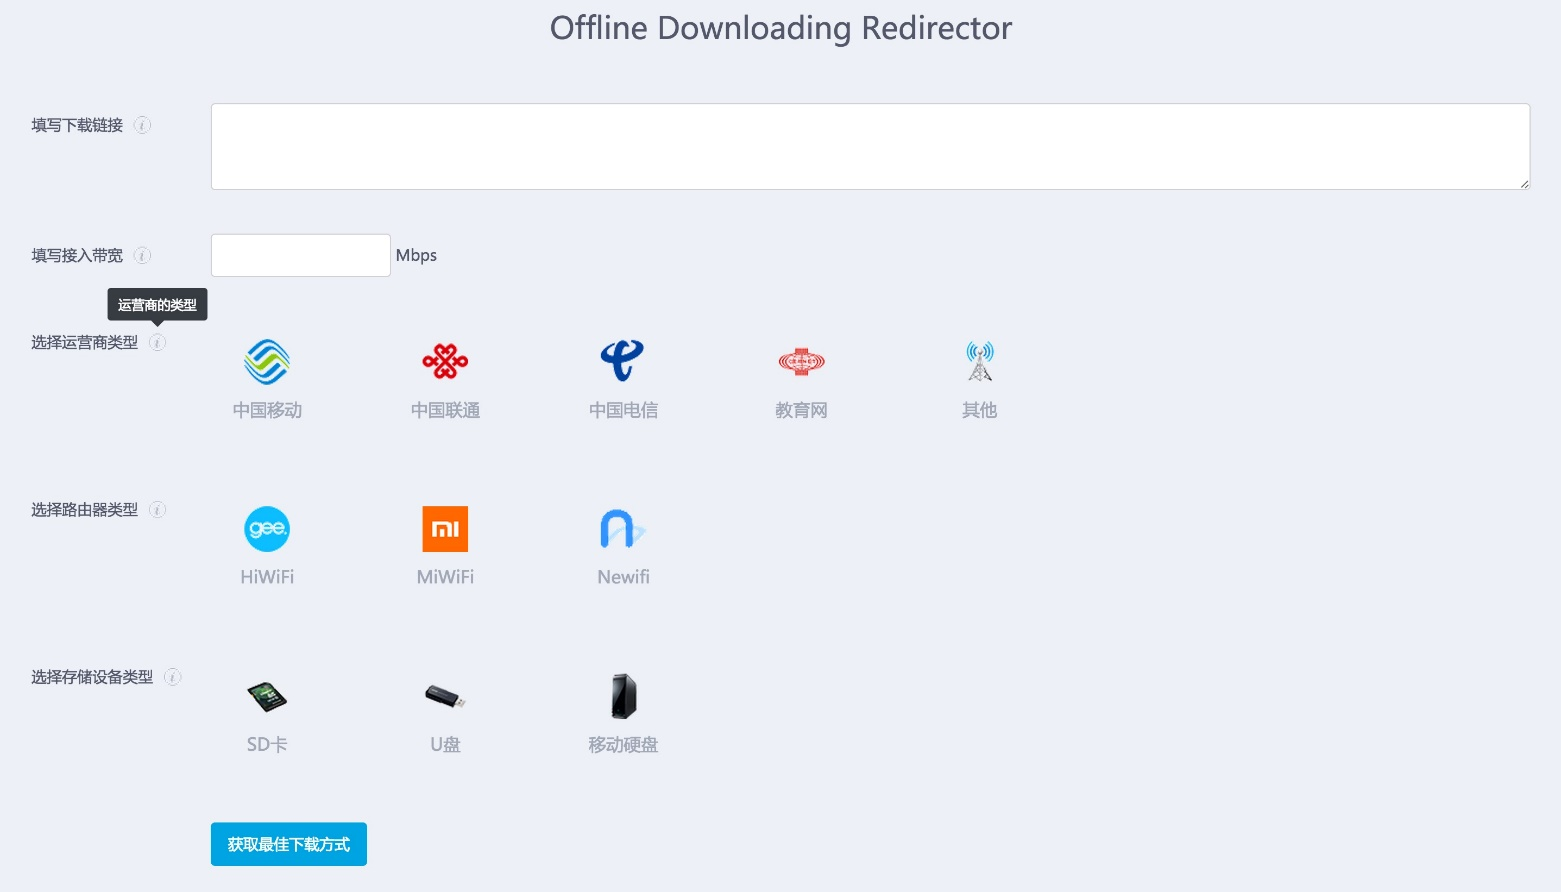 Offline Downloading Redirector
填写下载链接
填写接入带宽
Mbps
运营商的类型
选择运营商类型
中国移动
中国联通
中国电信
教育网
其他
选择路由器类型
gee.
HiWiFi
MiWiFi
Newifi
选择存储设备类型
SD卡
U盘
移动硬盘
获取最佳下载方式